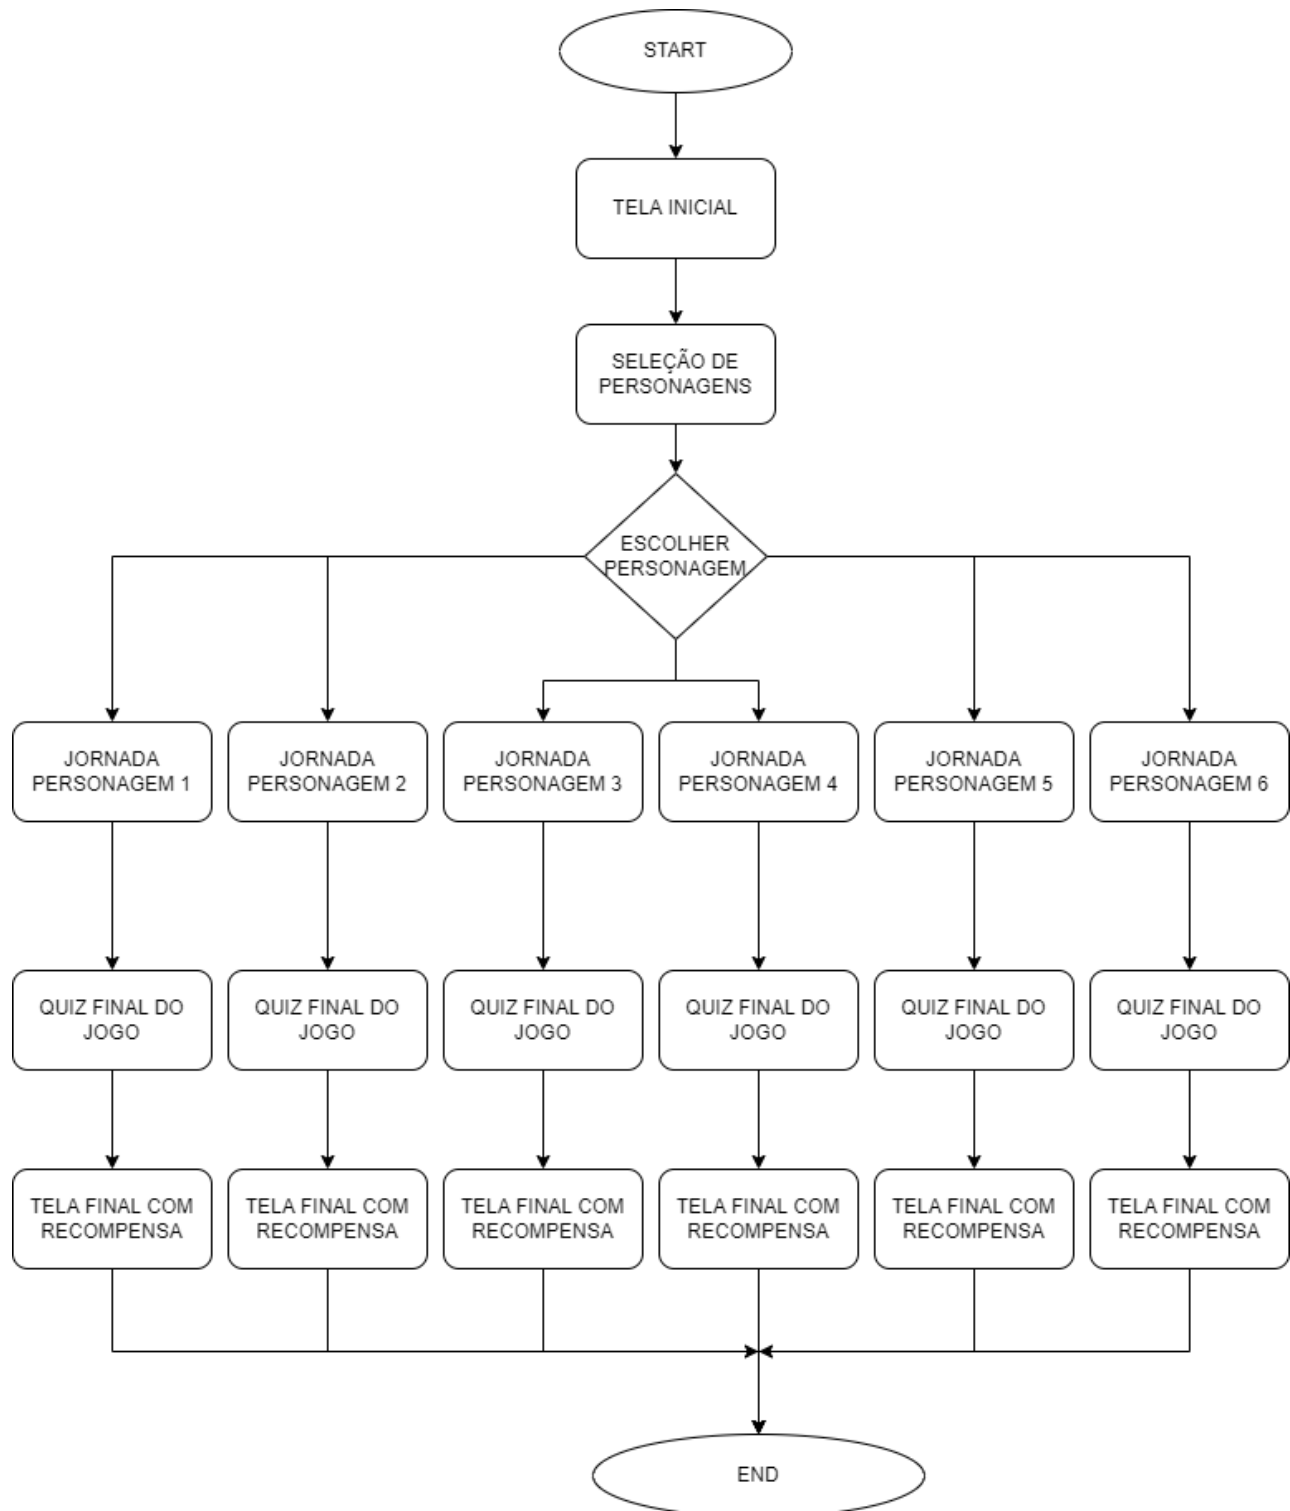 START
TELA INICIAL
SELEÇÃO DE
PERSONAGENS
ESCOLHER
PERSONAGEM
JORNADA
PERSONAGEM 1
JORNADA
PERSONAGEM 2
JORNADA
PERSONAGEM 3
JORNADA
PERSONAGEM 4
JORNADA
PERSONAGEM 5
JORNADA
PERSONAGEM 6
QUIZ FINAL DO
JOGO
QUIZ FINAL DO
JOGO
QUIZ FINAL DO
JOGO
QUIZ FINAL DO
JOGO
QUIZ FINAL DO
JOGO
QUIZ FINAL DO
JOGO
TELA FINAL COM
RECOMPENSA
TELA FINAL COM
RECOMPENSA
TELA FINAL COM
RECOMPENSA
TELA FINAL COM
RECOMPENSA
TELA FINAL COM
RECOMPENSA
TELA FINAL COM
RECOMPENSA
END